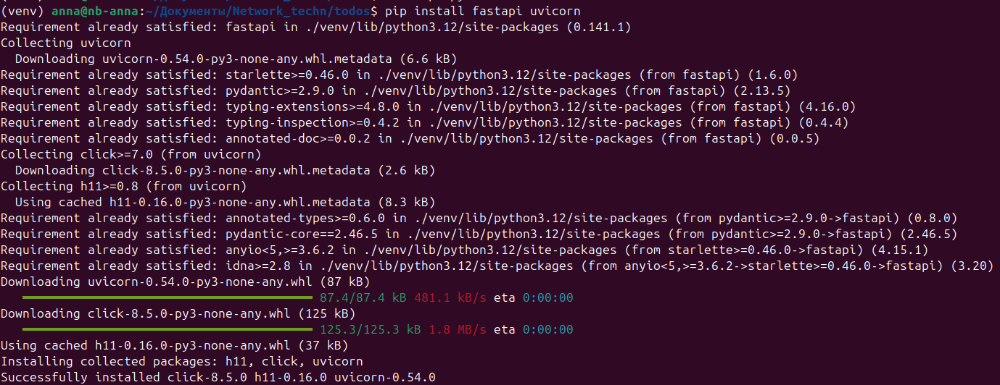 (venv) anna@nb-anna:~/Документы/Network_techn/todos$ pip install fastapi uvicorn
Requirement already satisfied: fastapi in ./venv/lib/python3.12/site-packages (0.141.1)
Collecting uvicorn
  Downloading uvicorn-0.54.0-py3-none-any.whl.metadata (6.6 kB)
Requirement already satisfied: starlette>=0.46.0 in ./venv/lib/python3.12/site-packages (from fastapi) (1.6.0)
Requirement already satisfied: pydantic>=2.9.0 in ./venv/lib/python3.12/site-packages (from fastapi) (2.13.5)
Requirement already satisfied: typing-extensions>=4.8.0 in ./venv/lib/python3.12/site-packages (from fastapi) (4.16.0)
Requirement already satisfied: typing-inspection>=0.4.2 in ./venv/lib/python3.12/site-packages (from fastapi) (0.4.4)
Requirement already satisfied: annotated-doc>=0.0.2 in ./venv/lib/python3.12/site-packages (from fastapi) (0.0.5)
Collecting click>=7.0 (from uvicorn)
  Downloading click-8.5.0-py3-none-any.whl.metadata (2.6 kB)
Collecting h11>=0.8 (from uvicorn)
  Using cached h11-0.16.0-py3-none-any.whl.metadata (8.3 kB)
Requirement already satisfied: annotated-types>=0.6.0 in ./venv/lib/python3.12/site-packages (from pydantic>=2.9.0->fastapi) (0.8.0)
Requirement already satisfied: pydantic-core==2.46.5 in ./venv/lib/python3.12/site-packages (from pydantic>=2.9.0->fastapi) (2.46.5)
Requirement already satisfied: anyio<5,>=3.6.2 in ./venv/lib/python3.12/site-packages (from starlette>=0.46.0->fastapi) (4.15.1)
Requirement already satisfied: idna>=2.8 in ./venv/lib/python3.12/site-packages (from anyio<5,>=3.6.2->starlette>=0.46.0->fastapi) (3.20)
Downloading uvicorn-0.54.0-py3-none-any.whl (87 kB)
87.4/87.4 kB 481.1 kB/s eta 0:00:00
Downloading click-8.5.0-py3-none-any.whl (125 kB)
125.3/125.3 kB 1.8 MB/s eta 0:00:00
Using cached h11-0.16.0-py3-none-any.whl (37 kB)
Installing collected packages: h11, click, uvicorn
Successfully installed click-8.5.0 h11-0.16.0 uvicorn-0.54.0